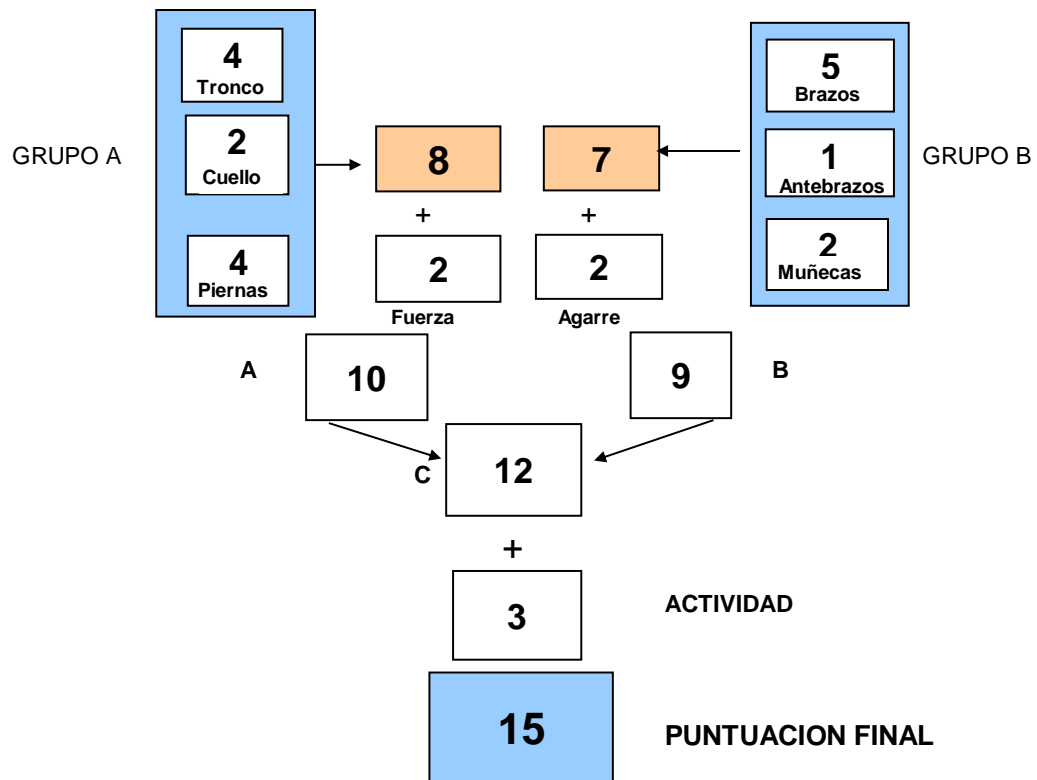 4
Tronco
5
Brazos
GRUPO A
2
Cuello
8
7
1
Antebrazos
GRUPO B
+
+
4
Piernas
2
Fuerza
2
Agarre
2
Muñecas
A
10
9
B
C
12
+
3
ACTIVIDAD
15
PUNTUACION FINAL